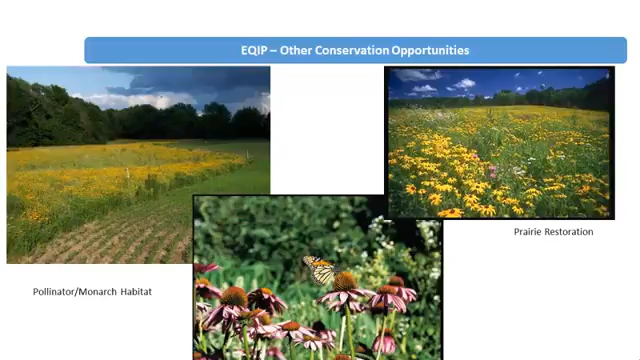 EQIP – Other Conservation Opportunities
Prairie Restoration
Pollinator/Monarch Habitat